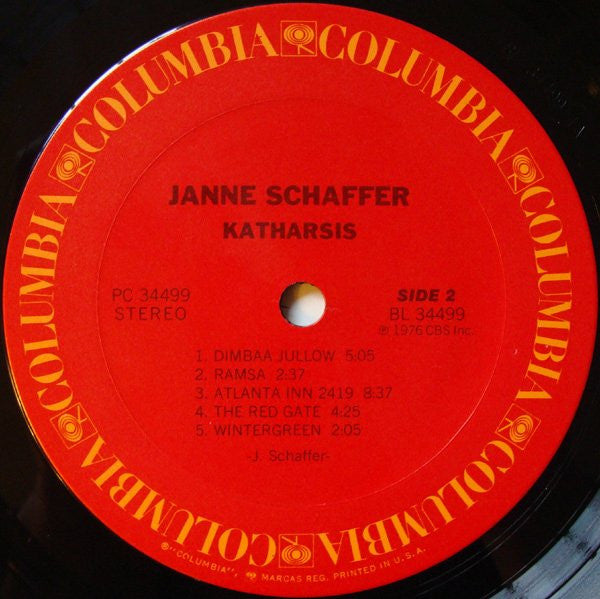 COLUMBIA COLUMBIA COLUMBIA COLUMBIA COLUMBIA COLUMBIA COLUMBIA COLUMBIA
JANNE SCHAFFER
KATHARSIS
PC 34499
STEREO
SIDE 2
BL 34499
℗ 1976 CBS Inc.
1. DIMBAA JULLOW 5:05
2. RAMSA 2:37
3. ATLANTA INN 2419 8:37
4. THE RED GATE 4:25
5. WINTERGREEN 2:05
-J. Schaffer-
®"COLUMBIA", MARCAS REG. PRINTED IN U.S.A.